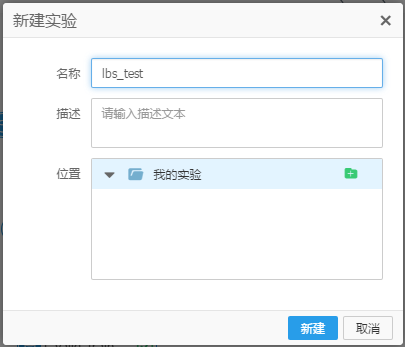 新建实验
名称
lbs_test
描述
请输入描述文本
位置
我的实验
新建
取消